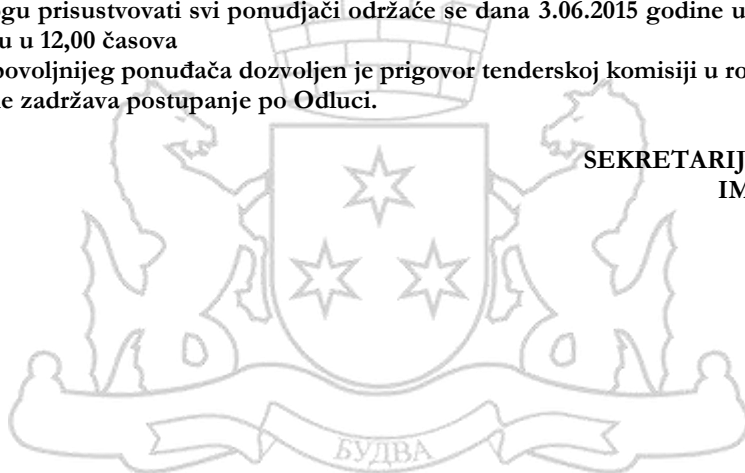 ogu prisustvovati svi ponudjači održaće se dana 3.06.2015 godine u
u u 12,00 časova
povoljnijeg ponuđača dozvoljen je prigovor tenderskoj komisiji u ro
e zadržava postupanje po Odluci.
SEKRETARIJ
IM
БУДВА